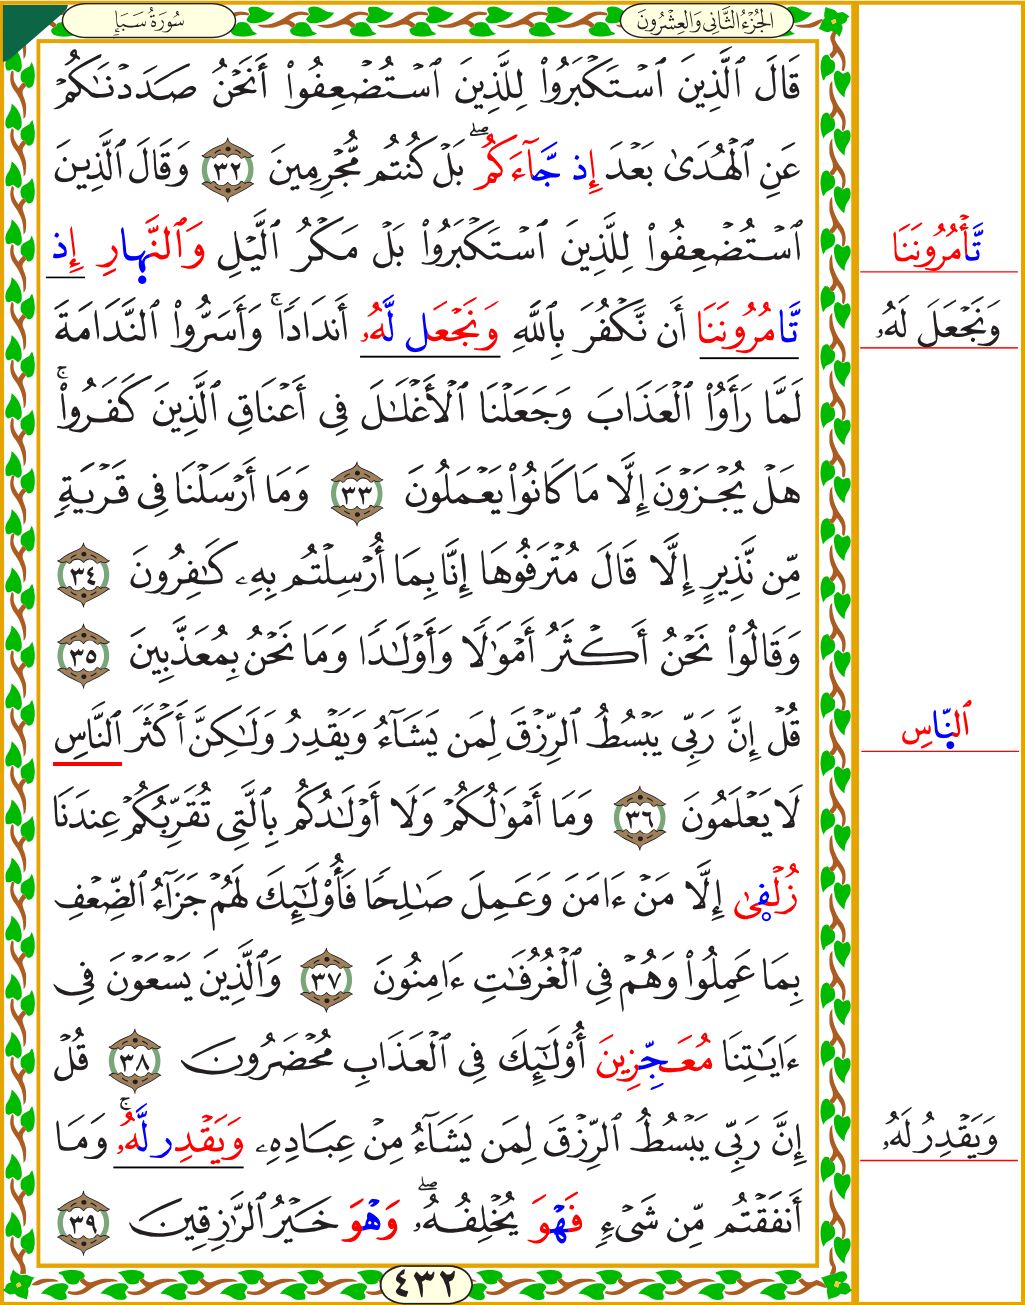 الجُزْءُ الثَّانِي وَالعِشْرُونَ
سُورَةُ سَبَإٍ
قَالَ ٱلَّذِينَ ٱسْتَكْبَرُوا۟ لِلَّذِينَ ٱسْتُضْعِفُوٓا۟ أَنَحْنُ صَدَدْنَـٰكُمْ
عَنِ ٱلْهُدَىٰ بَعْدَ إِذ جَّآءَكُمۖ بَلْ كُنتُم مُّجْرِمِينَ ٣٢ وَقَالَ ٱلَّذِينَ
ٱسْتُضْعِفُوا۟ لِلَّذِينَ ٱسْتَكْبَرُوا۟ بَلْ مَكْرُ ٱلَّيْلِ وَٱلنَّهارِ إِذ
تَّامُرُونَنَا أَن نَّكْفُرَ بِٱللَّهِ وَنَجْعَل لَّهُۥ أَندَادًاۚ وَأَسَرُّوا۟ ٱلنَّدَامَةَ
لَمَّا رَأَوُا۟ ٱلْعَذَابَ وَجَعَلْنَا ٱلْأَغْلَـٰلَ فِى أَعْنَاقِ ٱلَّذِينَ كَفَرُوا۟ۚ
هَلْ يُجْزَوْنَ إِلَّا مَا كَانُوا۟ يَعْمَلُونَ ٣٣ وَمَا أَرْسَلْنَا فِى قَرْيَةٍ
مِّن نَّذِيرٍ إِلَّا قَالَ مُتْرَفُوهَا إِنَّا بِمَا أُرْسِلْتُم بِهِۦ كَـٰفِرُونَ ٣٤
وَقَالُوا۟ نَحْنُ أَكْثَرُ أَمْوَٰلًا وَأَوْلَـٰدًا وَمَا نَحْنُ بِمُعَذَّبِينَ ٣٥
قُلْ إِنَّ رَبِّى يَبْسُطُ ٱلرِّزْقَ لِمَن يَشَآءُ وَيَقْدِرُ وَلَـٰكِنَّ أَكْثَرَ ٱلنَّاسِ
لَا يَعْلَمُونَ ٣٦ وَمَا أَمْوَٰلُكُمْ وَلَا أَوْلَـٰدُكُم بِٱلَّتِى تُقَرِّبُكُمْ عِندَنَا
زُلْفِىٰ إِلَّا مَنْ ءَامَنَ وَعَمِلَ صَـٰلِحًا فَأُو۟لَـٰٓئِكَ لَهُمْ جَزَآءُ ٱلضِّعْفِ
بِمَا عَمِلُوا۟ وَهُمْ فِى ٱلْغُرُفَـٰتِ ءَامِنُونَ ٣٧ وَٱلَّذِينَ يَسْعَوْنَ فِى
ءَايَـٰتِنَا مُعَجِّزِينَ أُو۟لَـٰٓئِكَ فِى ٱلْعَذَابِ مُحْضَرُونَ ٣٨ قُلْ
إِنَّ رَبِّى يَبْسُطُ ٱلرِّزْقَ لِمَن يَشَآءُ مِنْ عِبَادِهِۦ وَيَقْدِر لَّهُۥۚ وَمَا
أَنفَقْتُم مِّن شَىْءٍ فَهْوَ يُخْلِفُهُۥۖ وَهْوَ خَيْرُ ٱلرَّٰزِقِينَ ٣٩
تَّأْمُرُونَنَا
وَنَجْعَلَ لَهُۥ
ٱلنّاسِ
وَيَقْدِرُ لَهُۥ
٤٣٢